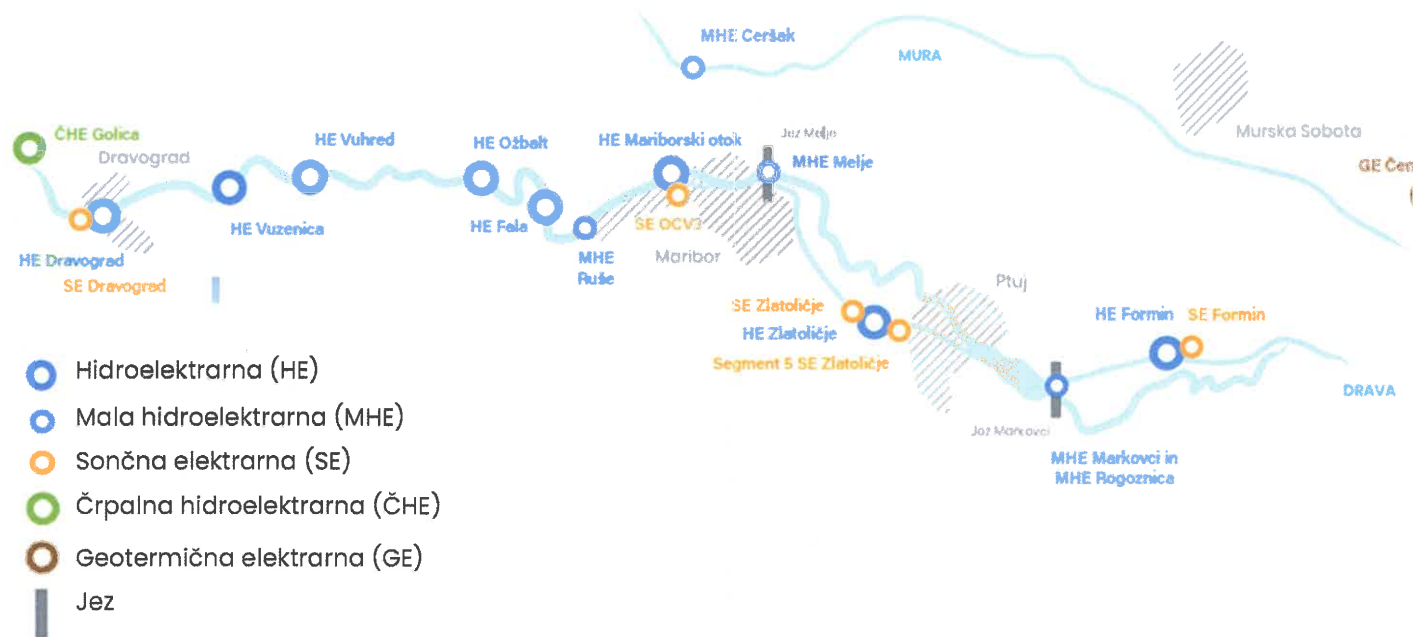 MHE Ceršak
MURA
ČHE Golica
Dravograd
HE Vuhred
HE Ožbalt
HE Mariborski otok
Jez Melje
MHE Melje
Murska Sobota
GE Čen
HE Vuzenica
HE Fala
MHE
Ruše
SE OCV3
Maribor
HE Dravograd
SE Dravograd
Ptuj
SE Zlatoličje
HE Zlatoličje
Segment 5 SE Zlatoličje
HE Formin
SE Formin
DRAVA
Jez Markovci
MHE Markovci in
MHE Rogoznica
Hidroelektrarna (HE)
Mala hidroelektrarna (MHE)
Sončna elektrarna (SE)
Črpalna hidroelektrarna (ČHE)
Geotermična elektrarna (GE)
Jez